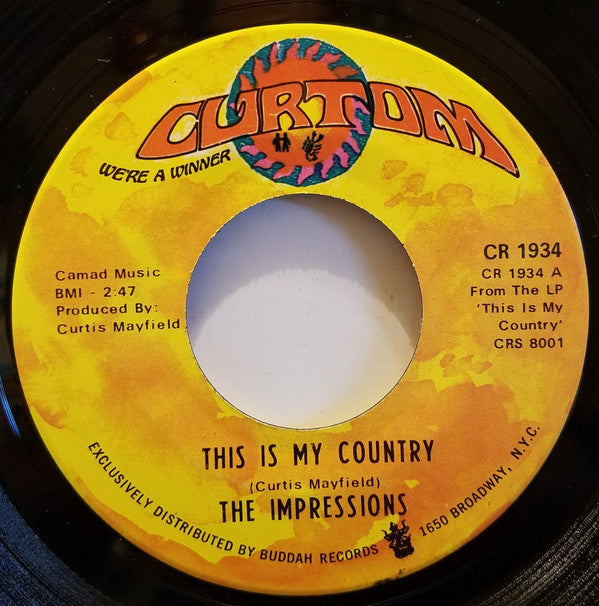 CURTOM
WE'RE A WINNER
Camad Music
BMI - 2:47
Produced By:
Curtis Mayfield
CR 1934
CR 1934 A
From The LP
'This Is My
Country'
CRS 8001
THIS IS MY COUNTRY
(Curtis Mayfield)
THE IMPRESSIONS
EXCLUSIVELY DISTRIBUTED BY BUDDAH RECORDS 1650 BROADWAY, N.Y.C.